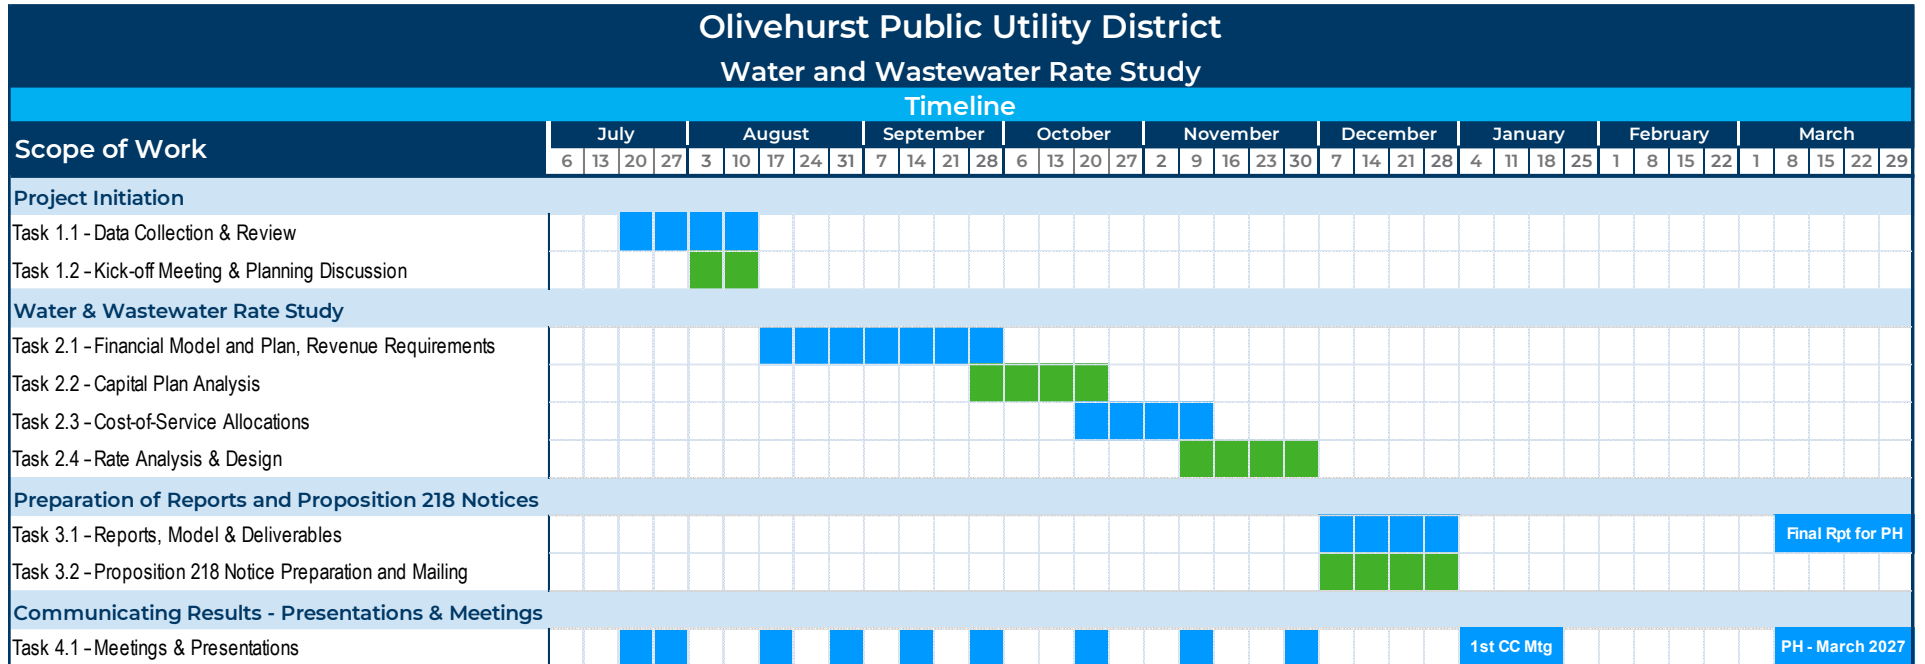 Olivehurst Public Utility District
Water and Wastewater Rate Study
Timeline
Scope of Work
July August September October November December January February March
6 13 20 27 3 10 17 24 31 7 14 21 28 6 13 20 27 2 9 16 23 30 7 14 21 28 4 11 18 25 1 8 15 22 1 8 15 22 29
Project Initiation
Task 1.1 - Data Collection & Review
Task 1.2 - Kick-off Meeting & Planning Discussion
Water & Wastewater Rate Study
Task 2.1 - Financial Model and Plan, Revenue Requirements
Task 2.2 - Capital Plan Analysis
Task 2.3 - Cost-of-Service Allocations
Task 2.4 - Rate Analysis & Design
Preparation of Reports and Proposition 218 Notices
Task 3.1 - Reports, Model & Deliverables Final Rpt for PH
Task 3.2 - Proposition 218 Notice Preparation and Mailing
Communicating Results - Presentations & Meetings
Task 4.1 - Meetings & Presentations 1st CC Mtg PH - March 2027